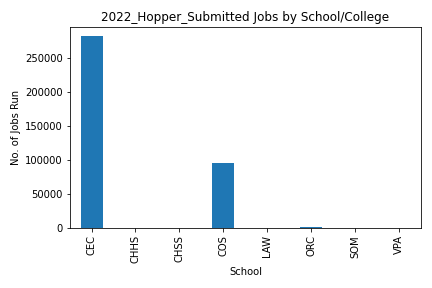 2022_Hopper_Submitted Jobs by School/College
No. of Jobs Run
250000
200000
150000
100000
50000
0
CEC
CHHS
CHSS
COS
LAW
ORC
SOM
VPA
School